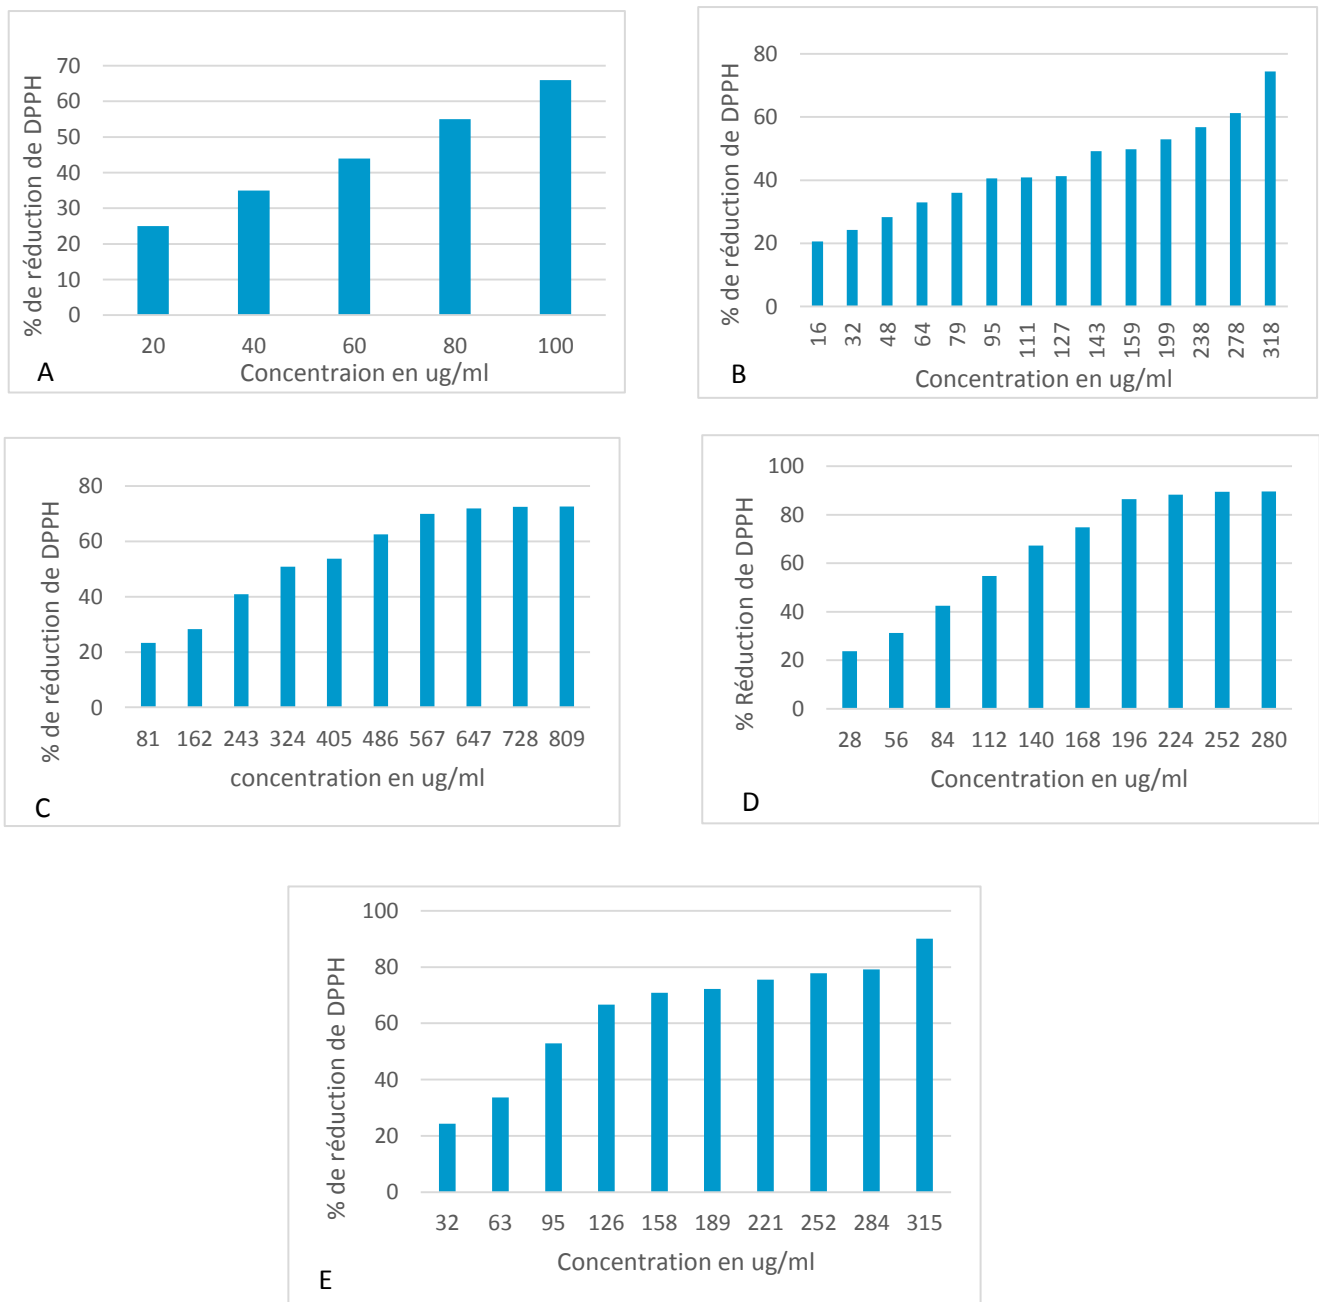 % de réduction de DPPH
70
60
50
40
30
20
10
0
20 40 60 80 100
Concentraion en ug/ml
A
% de réduction de DPPH
80
60
40
20
0
16 32 48 64 79 95 111 127 143 159 199 238 278 318
Concentration en ug/ml
B
% de réduction de DPPH
80
60
40
20
0
81 162 243 324 405 486 567 647 728 809
concentration en ug/ml
C
% Réduction de DPPH
100
80
60
40
20
0
28 56 84 112 140 168 196 224 252 280
Concentration en ug/ml
D
% de réduction de DPPH
100
80
60
40
20
0
32 63 95 126 158 189 221 252 284 315
Concentration en ug/ml
E